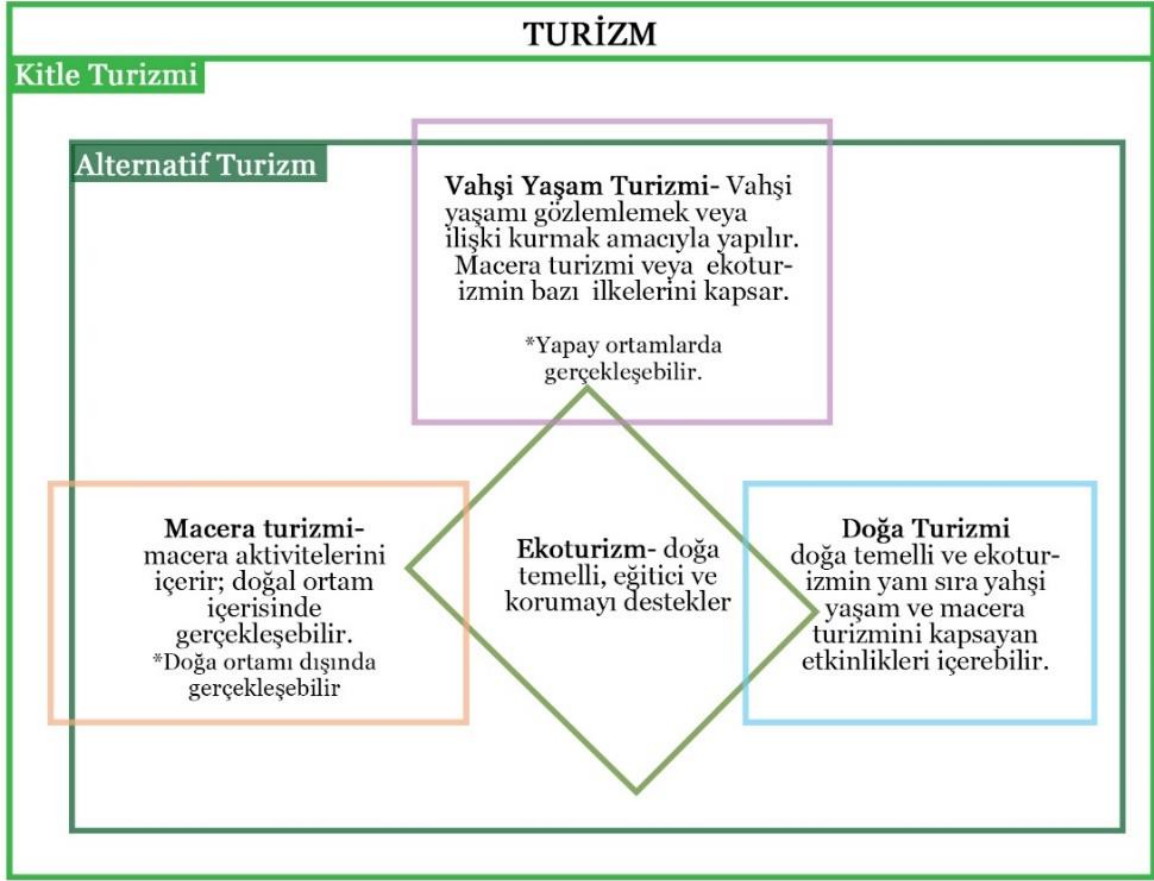 TURİZM
Kitle Turizmi
Alternatif Turizm
Vahşi Yaşam Turizmi- Vahşi
yaşamı gözlemlemek veya
ilişki kurmak amacıyla yapılır.
Macera turizmi veya ekotur-
izmin bazı ilkelerini kapsar.
*Yapay ortamlarda
gerçekleşebilir.
Macera turizmi-
macera aktivitelerini
içerir; doğal ortam
içerisinde
gerçekleşebilir.
*Doğa ortamı dışında
gerçekleşebilir
Ekoturizm- doğa
temelli, eğitici ve
korumayı destekler
Doğa Turizmi
doğa temelli ve ekotur-
izmin yanı sıra yahşi
yaşam ve macera
turizmini kapsayan
etkinlikleri içerebilir.